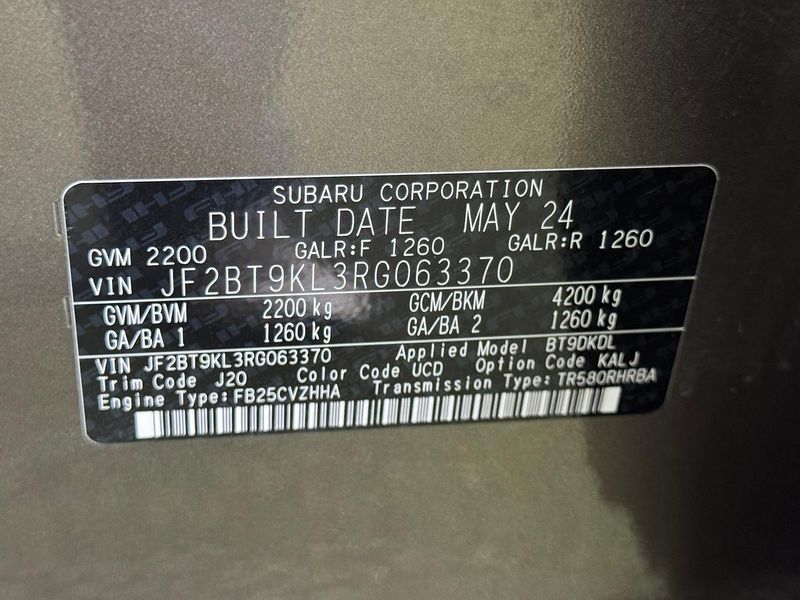 SUBARU CORPORATION
BUILT DATE MAY 24
GVM 2200 GALR:F 1260 GALR:R 1260
VIN JF2BT9KL3RG063370
GVM/BVM 2200 kg GCM/BKM 4200 kg
GA/BA 1 1260 kg GA/BA 2 1260 kg
VIN JF2BT9KL3RG063370 Applied Model BT9DKDL
Trim Code J20 Color Code UCD Option Code KALJ
Engine Type:FB25CVZHHA Transmission Type:TR580RHRBA